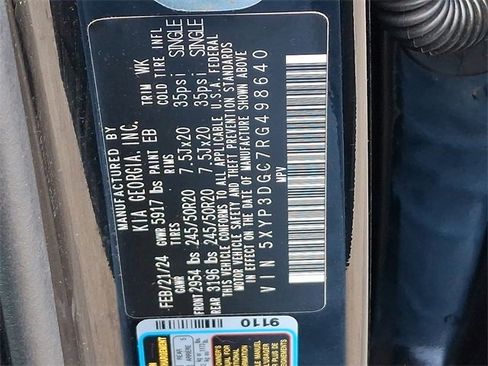 MANUFACTURED BY
KIA GEORGIA, INC.
FEB/21/24 GVWR 5917 lbs PAINT EB TRIM WK
GAWR TIRES RIMS COLD TIRE INFL
FRONT 2954 lbs 245/50R20 7.5Jx20 35psi SINGLE
REAR 3196 lbs 245/50R20 7.5Jx20 35psi SINGLE
THIS VEHICLE CONFORMS TO ALL APPLICABLE U.S.A. FEDERAL
MOTOR VEHICLE SAFETY AND THEFT PREVENTION STANDARDS
IN EFFECT ON THE DATE OF MANUFACTURE SHOWN ABOVE
VIN 5XYP3DGC7RG498640
MPV
9110